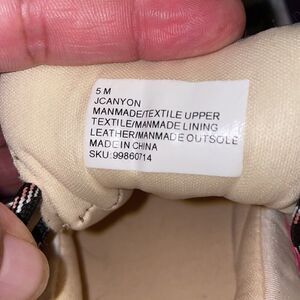 5 M
JCANYON
MANMADE/TEXTILE UPPER
TEXTILE/MANMADE LINING
LEATHER/MANMADE OUTSOLE
MADE IN CHINA
SKU: 99860714